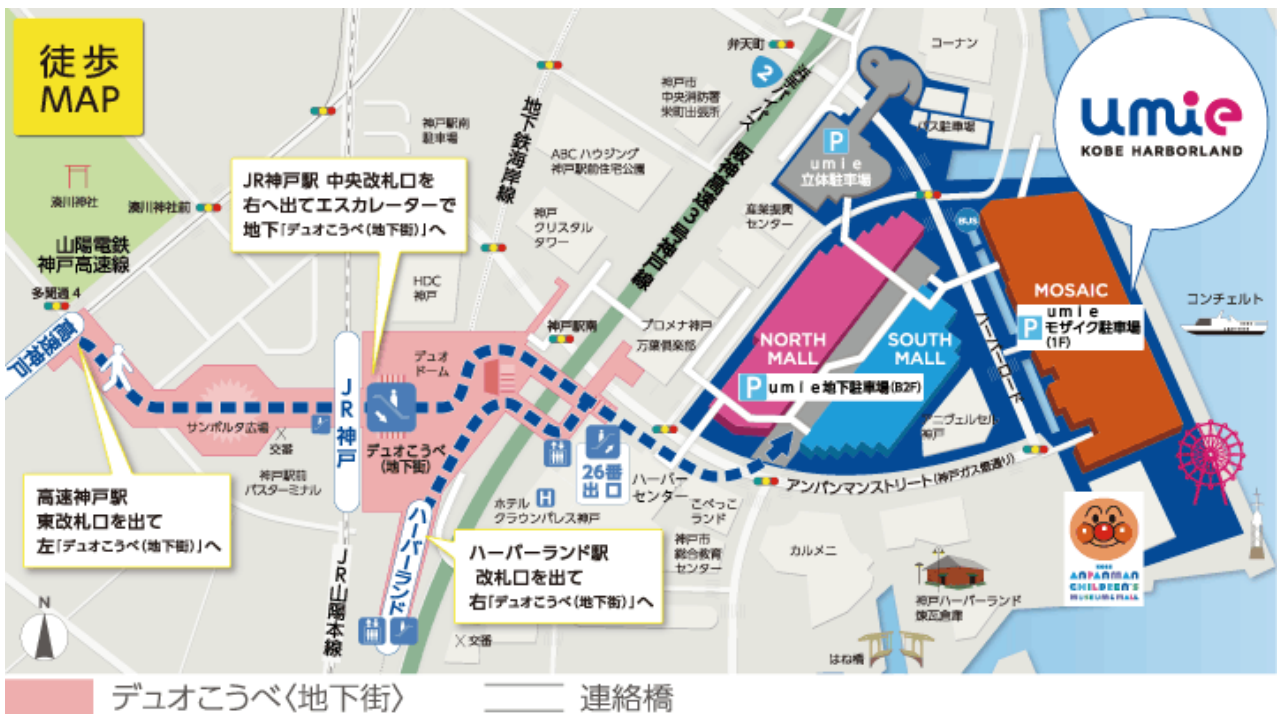 徒歩
MAP
湊川神社
湊川神社前
山陽電鉄
神戸高速線
多聞通4
高速神戸
神戸駅南
駐車場
地下鉄海岸線
弁天町
2
神戸市
中央消防署
栄町出張所
ABC ハウジング
神戸駅前住宅公園
神戸
クリスタル
タワー
HDC
神戸
JR神戸駅 中央改札口を
右へ出てエスカレーターで
地下「デュオこうべ(地下街)」へ
阪神高速3号神戸線
コーナン
バス駐車場
P
umie
立体駐車場
産業振興
センター
umie
KOBE HARBORLAND
BUS
神戸駅南
プロメナ神戸
万葉倶楽部
NORTH
MALL
SOUTH
MALL
P umie地下駐車場(B2F)
MOSAIC
P umie
モザイク駐車場
(1F)
コンチェルト
ハーバーロード
デュオ
ドーム
サンポルタ広場
交番
神戸駅前
バスターミナル
JR神戸
デュオこうべ
(地下街)
26番
出口
ハーバー
センター
ホテル
クラウンパレス神戸
H
こべっこ
ランド
神戸市
総合教育
センター
アニヴェルセル
神戸
アンパンマンストリート(神戸ガス燈通り)
カルメニ
高速神戸駅
東改札口を出て
左「デュオこうべ(地下街)」へ
ハーバーランド
ハーバーランド駅
改札口を出て
右「デュオこうべ(地下街)」へ
JR山陽本線
交番
神戸ハーバーランド
煉瓦倉庫
はね橋
KOBE
ANPANMAN
CHILDREN'S
MUSEUM & MALL
N
デュオこうべ〈地下街〉
連絡橋